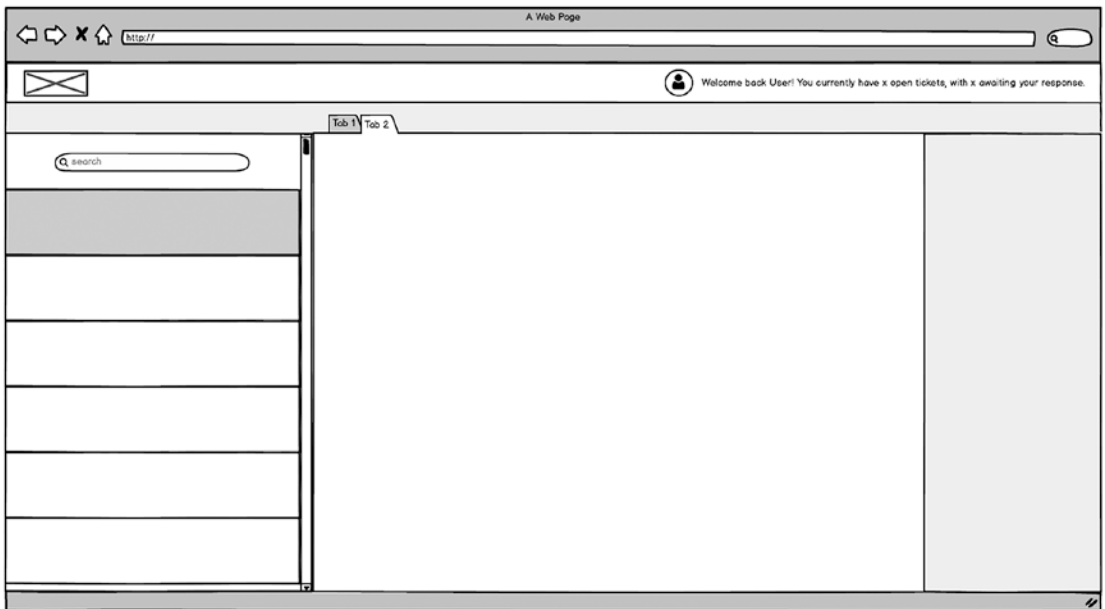 A Web Page
http://
Welcome back User! You currently have x open tickets, with x awaiting your response.
Tab 1
Tab 2
search